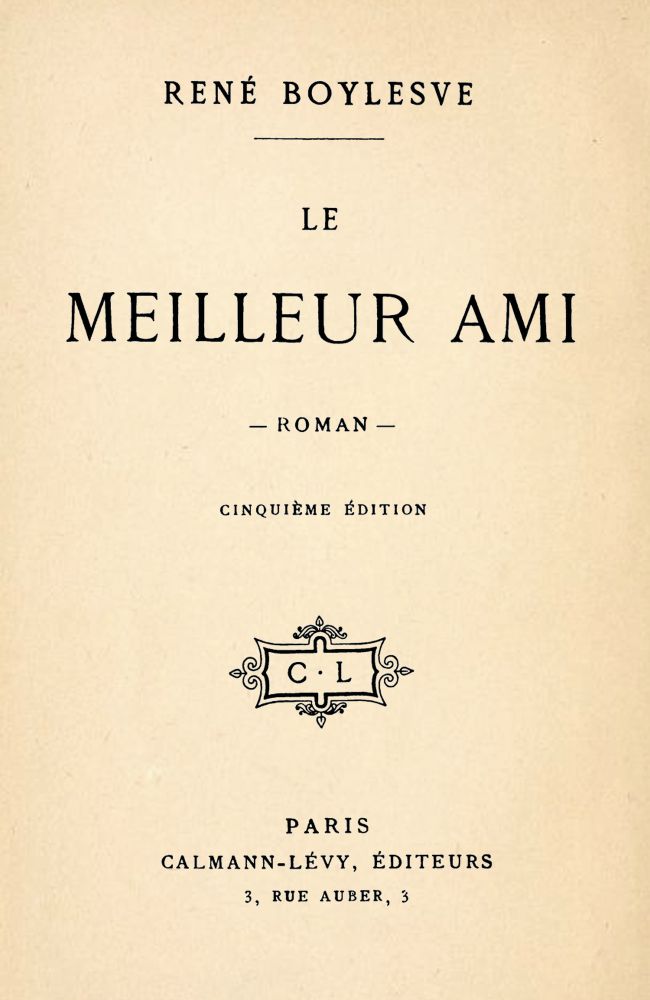 RENÉ BOYLESVE
LE
MEILLEUR AMI
— ROMAN —
CINQUIÈME ÉDITION
C · L
PARIS
CALMANN-LÉVY, ÉDITEURS
3, RUE AUBER, 3